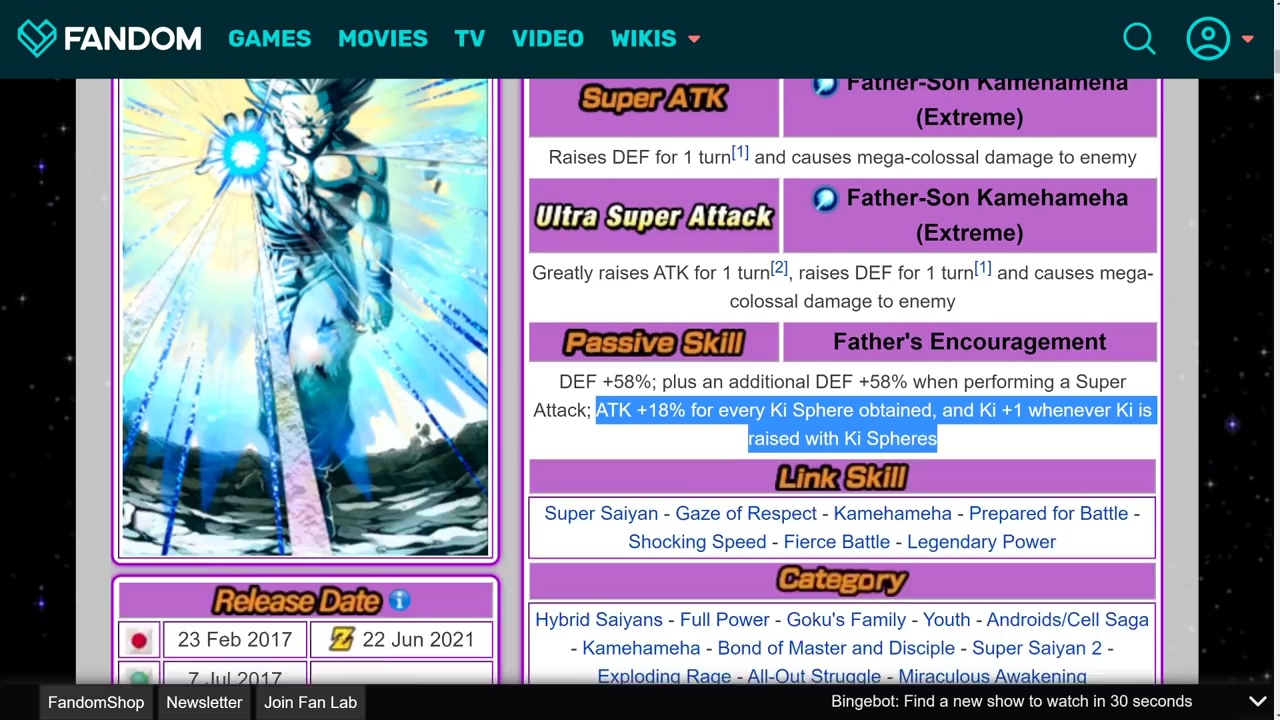 FANDOM GAMES MOVIES TV VIDEO WIKIS
Super ATK
Father-Son Kamehameha
(Extreme)
Raises DEF for 1 turn[1] and causes mega-colossal damage to enemy
Ultra Super Attack
Father-Son Kamehameha
(Extreme)
Greatly raises ATK for 1 turn[2], raises DEF for 1 turn[1] and causes mega-
colossal damage to enemy
Passive Skill
Father's Encouragement
DEF +58%; plus an additional DEF +58% when performing a Super
Attack; ATK +18% for every Ki Sphere obtained, and Ki +1 whenever Ki is
raised with Ki Spheres
Link Skill
Super Saiyan - Gaze of Respect - Kamehameha - Prepared for Battle -
Shocking Speed - Fierce Battle - Legendary Power
Category
Hybrid Saiyans - Full Power - Goku's Family - Youth - Androids/Cell Saga
- Kamehameha - Bond of Master and Disciple - Super Saiyan 2 -
Exploding Rage - All-Out Struggle - Miraculous Awakening
Release Date i
23 Feb 2017 Z 22 Jun 2021
7 Jul 2017
FandomShop Newsletter Join Fan Lab Bingebot: Find a new show to watch in 30 seconds